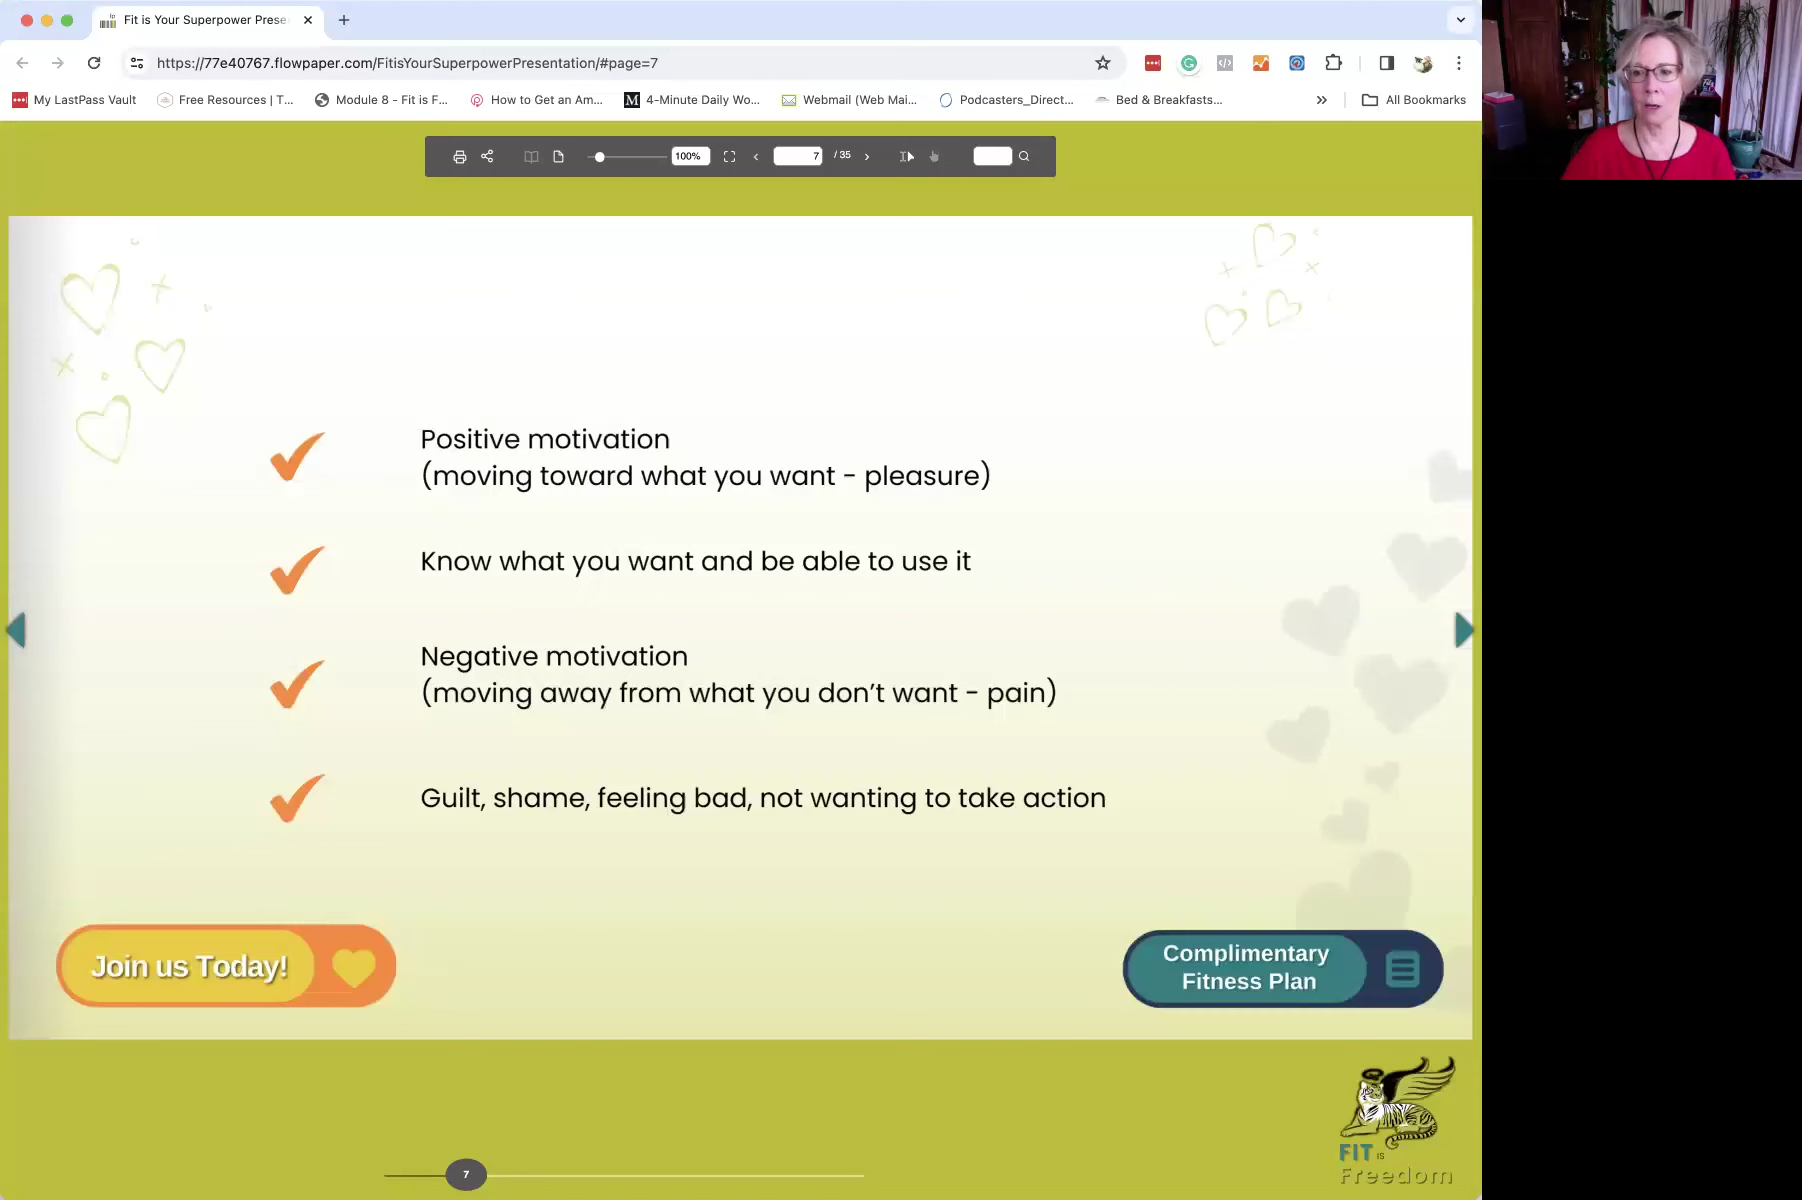 Fit is Your Superpower Prese
https://77e40767.flowpaper.com/FitisYourSuperpowerPresentation/#page=7
My LastPass Vault
Free Resources | T...
Module 8 - Fit is F...
How to Get an Am...
4-Minute Daily Wo...
Webmail (Web Mai...
Podcasters_Direct...
Bed & Breakfasts...
All Bookmarks
100%
7 / 35
Positive motivation
(moving toward what you want - pleasure)
Know what you want and be able to use it
Negative motivation
(moving away from what you don't want - pain)
Guilt, shame, feeling bad, not wanting to take action
Join us Today!
Complimentary
Fitness Plan
FIT IS
Freedom
7